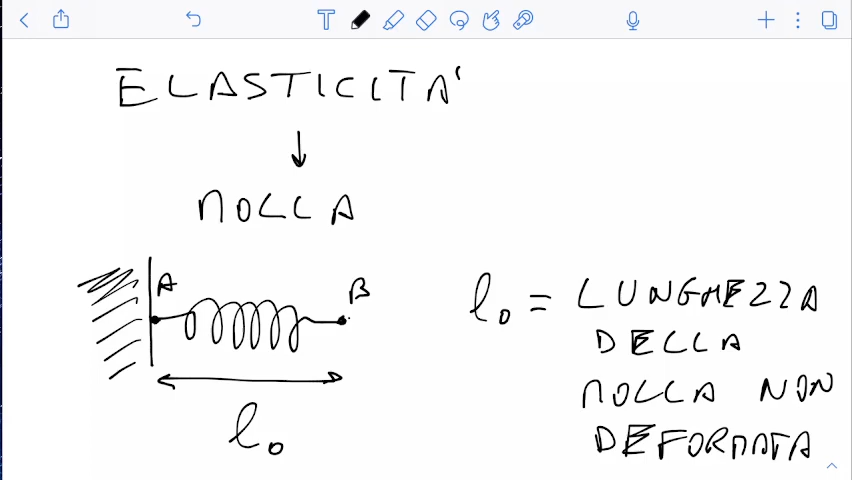 ELASTICITA'
↓
MOLLA
A
B
l₀
l₀ = LUNGHEZZA
DELLA
MOLLA NON
DEFORMATA